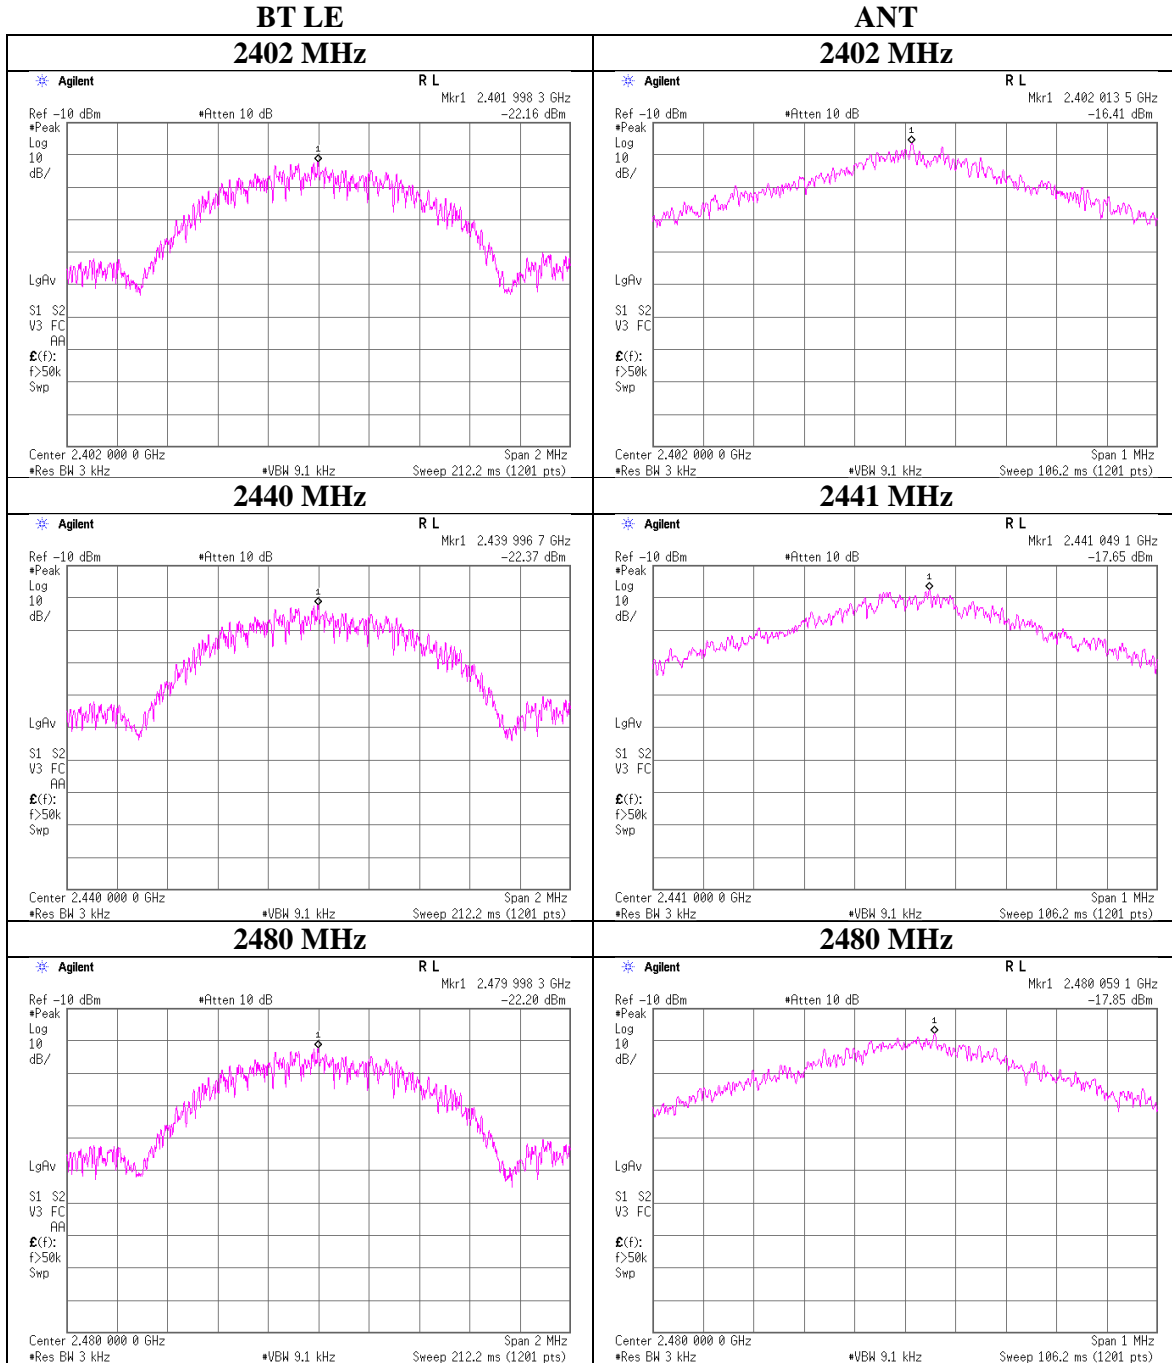 BT LE
ANT
2402 MHz
2402 MHz
Agilent
R L
Mkr1 2.401 998 3 GHz
Ref -10 dBm
#Atten 10 dB
-22.16 dBm
#Peak
Log
10
dB/
1
LgAv
S1 S2
V3 FC
AA
£(f):
f>50k
Swp
Center 2.402 000 0 GHz
Span 2 MHz
#Res BW 3 kHz
#VBW 9.1 kHz
Sweep 212.2 ms (1201 pts)
Agilent
R L
Mkr1 2.402 013 5 GHz
Ref -10 dBm
#Atten 10 dB
-16.41 dBm
#Peak
Log
10
dB/
1
LgAv
S1 S2
V3 FC
£(f):
f>50k
Swp
Center 2.402 000 0 GHz
Span 1 MHz
#Res BW 3 kHz
#VBW 9.1 kHz
Sweep 106.2 ms (1201 pts)
2440 MHz
2441 MHz
Agilent
R L
Mkr1 2.439 996 7 GHz
Ref -10 dBm
#Atten 10 dB
-22.37 dBm
#Peak
Log
10
dB/
1
LgAv
S1 S2
V3 FC
AA
£(f):
f>50k
Swp
Center 2.440 000 0 GHz
Span 2 MHz
#Res BW 3 kHz
#VBW 9.1 kHz
Sweep 212.2 ms (1201 pts)
Agilent
R L
Mkr1 2.441 049 1 GHz
Ref -10 dBm
#Atten 10 dB
-17.65 dBm
#Peak
Log
10
dB/
1
LgAv
S1 S2
V3 FC
£(f):
f>50k
Swp
Center 2.441 000 0 GHz
Span 1 MHz
#Res BW 3 kHz
#VBW 9.1 kHz
Sweep 106.2 ms (1201 pts)
2480 MHz
2480 MHz
Agilent
R L
Mkr1 2.479 998 3 GHz
Ref -10 dBm
#Atten 10 dB
-22.20 dBm
#Peak
Log
10
dB/
1
LgAv
S1 S2
V3 FC
AA
£(f):
f>50k
Swp
Center 2.480 000 0 GHz
Span 2 MHz
#Res BW 3 kHz
#VBW 9.1 kHz
Sweep 212.2 ms (1201 pts)
Agilent
R L
Mkr1 2.480 059 1 GHz
Ref -10 dBm
#Atten 10 dB
-17.85 dBm
#Peak
Log
10
dB/
1
LgAv
S1 S2
V3 FC
£(f):
f>50k
Swp
Center 2.480 000 0 GHz
Span 1 MHz
#Res BW 3 kHz
#VBW 9.1 kHz
Sweep 106.2 ms (1201 pts)